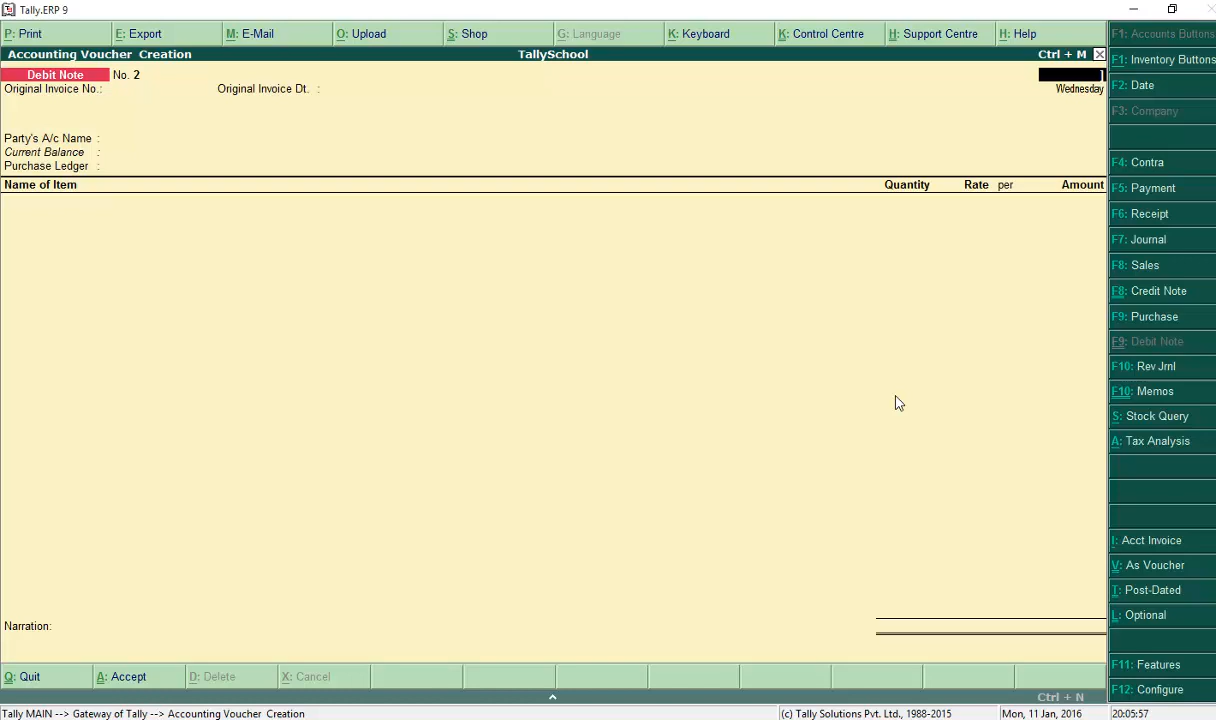 Tally.ERP 9
P: Print E: Export M: E-Mail O: Upload S: Shop G: Language K: Keyboard K: Control Centre H: Support Centre H: Help
Accounting Voucher Creation TallySchool Ctrl + M
Debit Note No. 2
Original Invoice No.: Original Invoice Dt. : Wednesday
Party's A/c Name :
Current Balance :
Purchase Ledger :
Name of Item Quantity Rate per Amount
Narration:
F1: Accounts Buttons
F1: Inventory Buttons
F2: Date
F3: Company
F4: Contra
F5: Payment
F6: Receipt
F7: Journal
F8: Sales
F8: Credit Note
F9: Purchase
F9: Debit Note
F10: Rev Jrnl
F10: Memos
S: Stock Query
A: Tax Analysis
I: Acct Invoice
V: As Voucher
T: Post-Dated
L: Optional
F11: Features
F12: Configure
Q: Quit A: Accept D: Delete X: Cancel
Ctrl + N
Tally MAIN --> Gateway of Tally --> Accounting Voucher Creation (c) Tally Solutions Pvt. Ltd., 1988-2015 Mon, 11 Jan, 2016 20:05:57